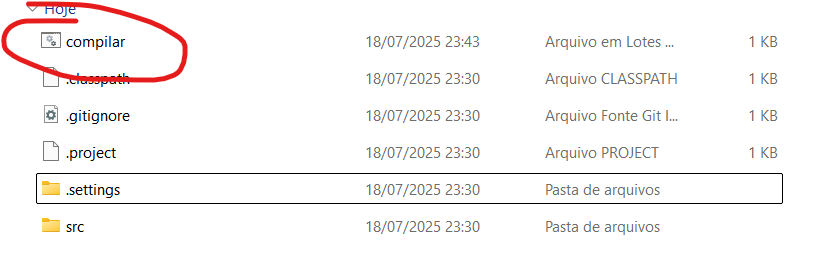 Hoje
compilar 18/07/2025 23:43 Arquivo em Lotes ... 1 KB
.classpath 18/07/2025 23:30 Arquivo CLASSPATH 1 KB
.gitignore 18/07/2025 23:30 Arquivo Fonte Git I... 1 KB
.project 18/07/2025 23:30 Arquivo PROJECT 1 KB
.settings 18/07/2025 23:30 Pasta de arquivos
src 18/07/2025 23:30 Pasta de arquivos